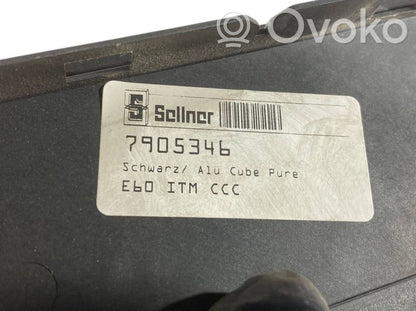 Ovoko
Sellner
7905346
Schwarz/ Alu Cube Pure
E60 ITM CCC